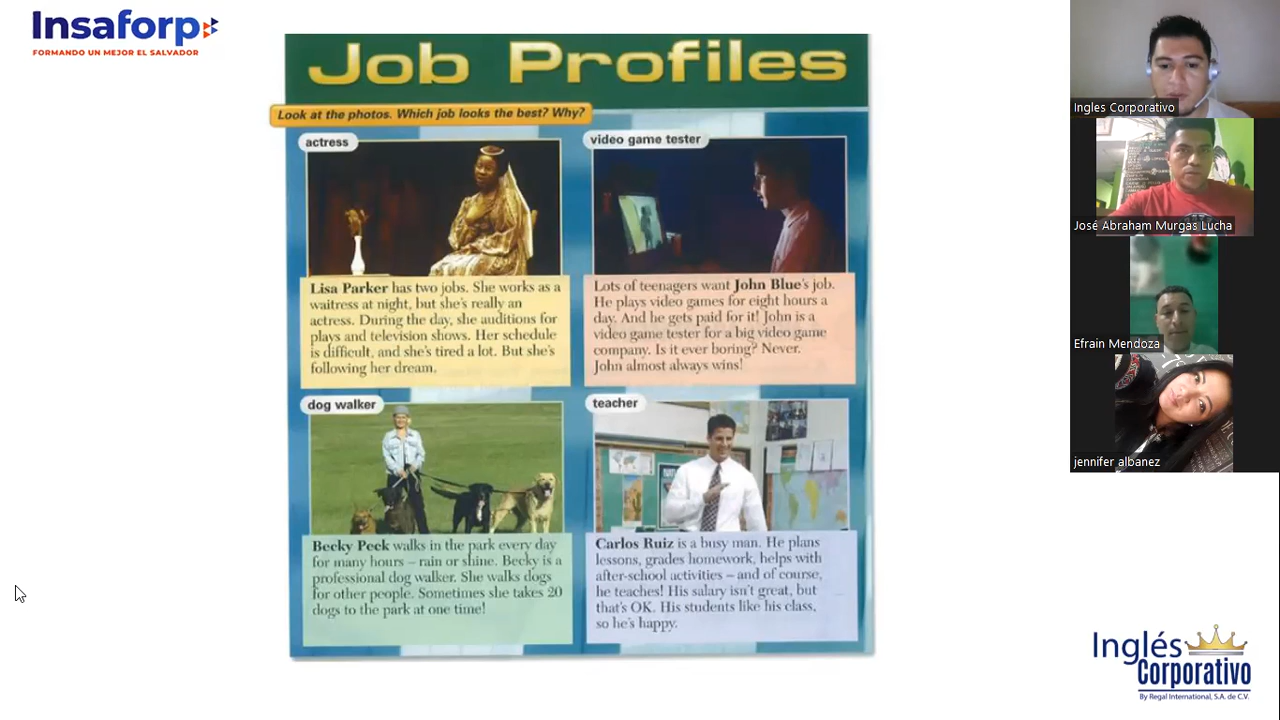 Insaforp
FORMANDO UN MEJOR EL SALVADOR
Job Profiles
Look at the photos. Which job looks the best? Why?
actress
Lisa Parker has two jobs. She works as a
waitress at night, but she's really an
actress. During the day, she auditions for
plays and television shows. Her schedule
is difficult, and she's tired a lot. But she's
following her dream.
video game tester
Lots of teenagers want John Blue's job.
He plays video games for eight hours a
day. And he gets paid for it! John is a
video game tester for a big video game
company. Is it ever boring? Never.
John almost always wins!
dog walker
Becky Peck walks in the park every day
for many hours – rain or shine. Becky is a
professional dog walker. She walks dogs
for other people. Sometimes she takes 20
dogs to the park at one time!
teacher
Carlos Ruiz is a busy man. He plans
lessons, grades homework, helps with
after-school activities – and of course,
he teaches! His salary isn't great, but
that's OK. His students like his class,
so he's happy.
Ingles Corporativo
José Abraham Murgas Lucha
Efrain Mendoza
jennifer albanez
Inglés
Corporativo
By Regal International, S.A. de C.V.